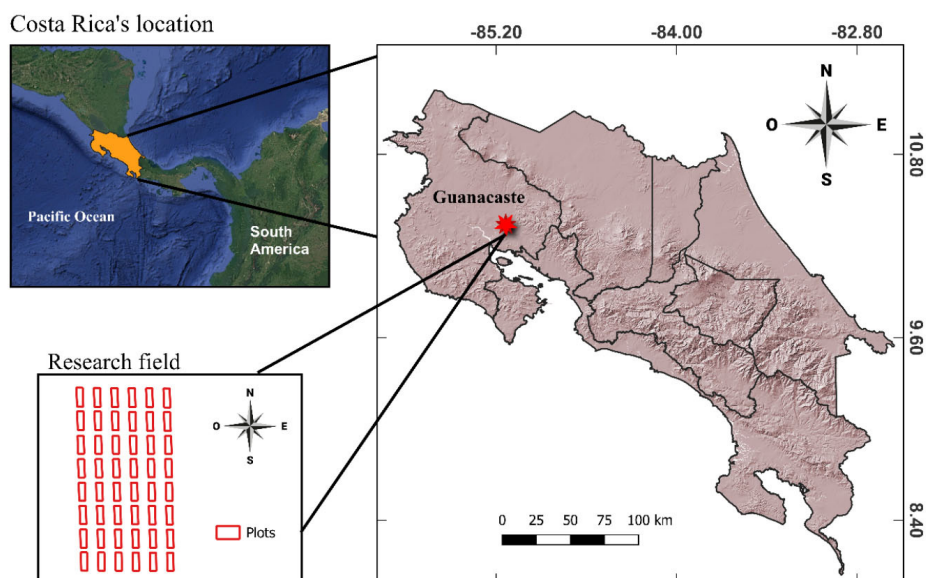 Costa Rica's location
Pacific Ocean
South
America
-85.20
-84.00
-82.80
N
O
E
S
10.80
9.60
8.40
Guanacaste
0 25 50 75 100 km
Research field
N
O
E
S
Plots